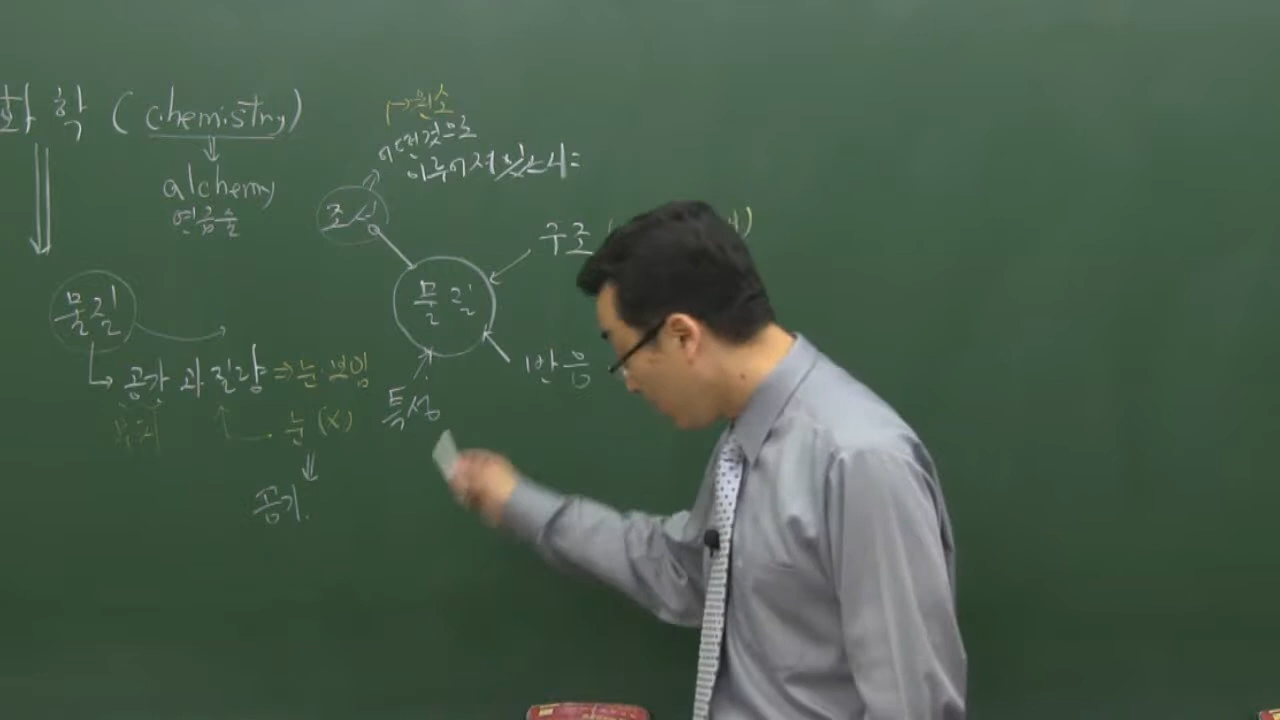 화학 (chemistry)
alchemy
연금술
물질
공간과 질량 ⇒ 눈 보임
눈 (X)
공기.
→ 원소
어떤것으로
이루어져 있는지
조성
물질
구조 (
반응
특성